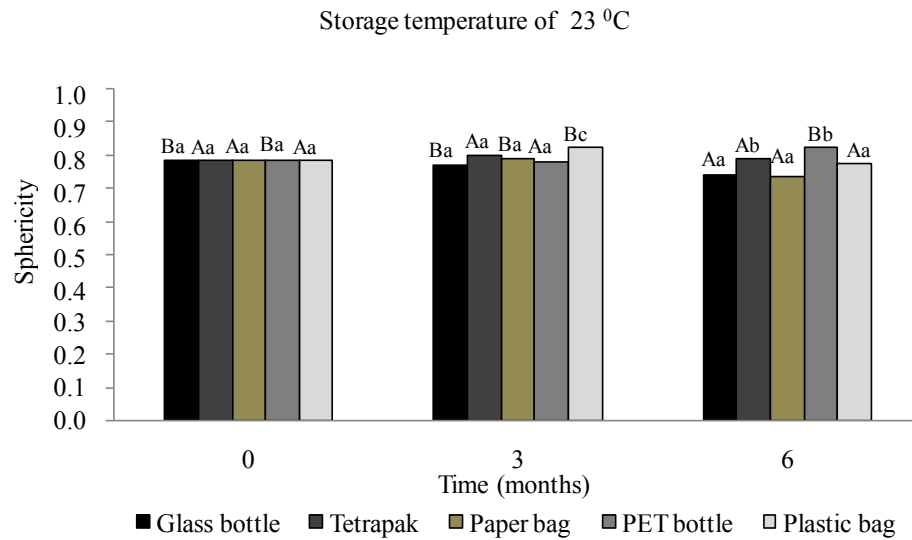 Storage temperature of 23 ⁰C
1.0
0.9
0.8
0.7
0.6
0.5
0.4
0.3
0.2
0.1
0.0
Sphericity
Ba Aa Aa Ba Aa
Ba Aa Ba Aa Bc
Aa Ab Aa Bb Aa
0 3 6
Time (months)
Glass bottle Tetrapak Paper bag PET bottle Plastic bag